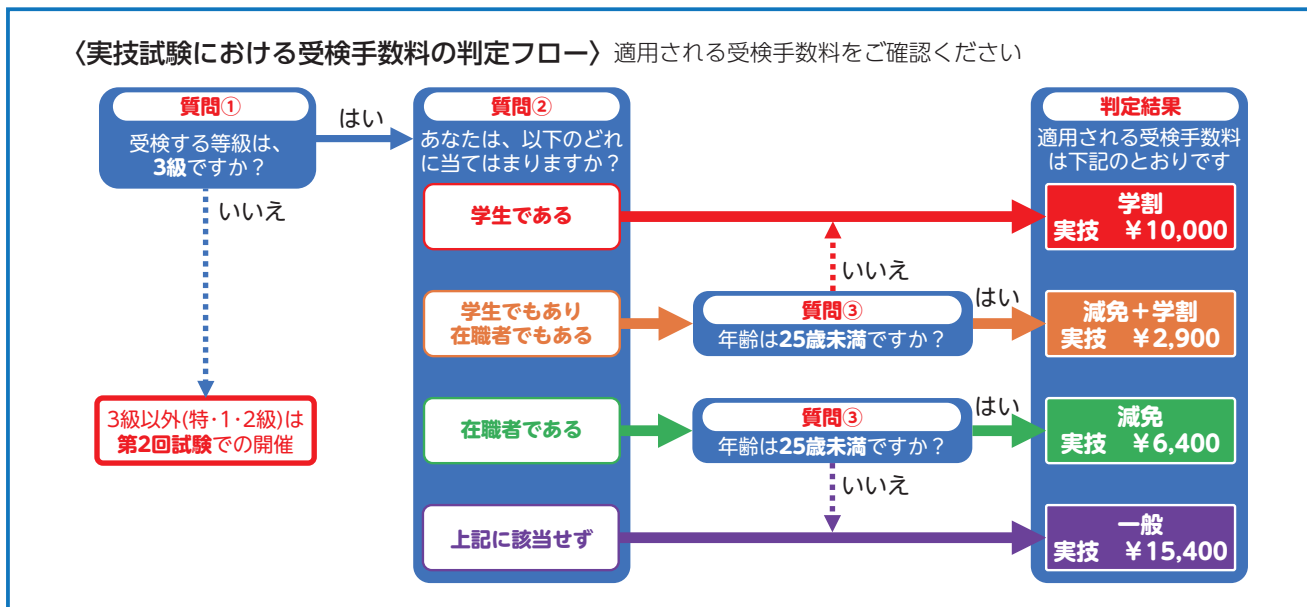 〈実技試験における受検手数料の判定フロー〉適用される受検手数料をご確認ください
質問①
受検する等級は、
3級ですか？
はい
いいえ
3級以外(特・1・2級)は
第2回試験での開催
質問②
あなたは、以下のどれ
に当てはまりますか？
学生である
学生でもあり
在職者でもある
在職者である
上記に該当せず
いいえ
質問③
年齢は25歳未満ですか？
はい
質問③
年齢は25歳未満ですか？
はい
いいえ
判定結果
適用される受検手数料
は下記のとおりです
学割
実技 ￥10,000
減免＋学割
実技 ￥2,900
減免
実技 ￥6,400
一般
実技 ￥15,400